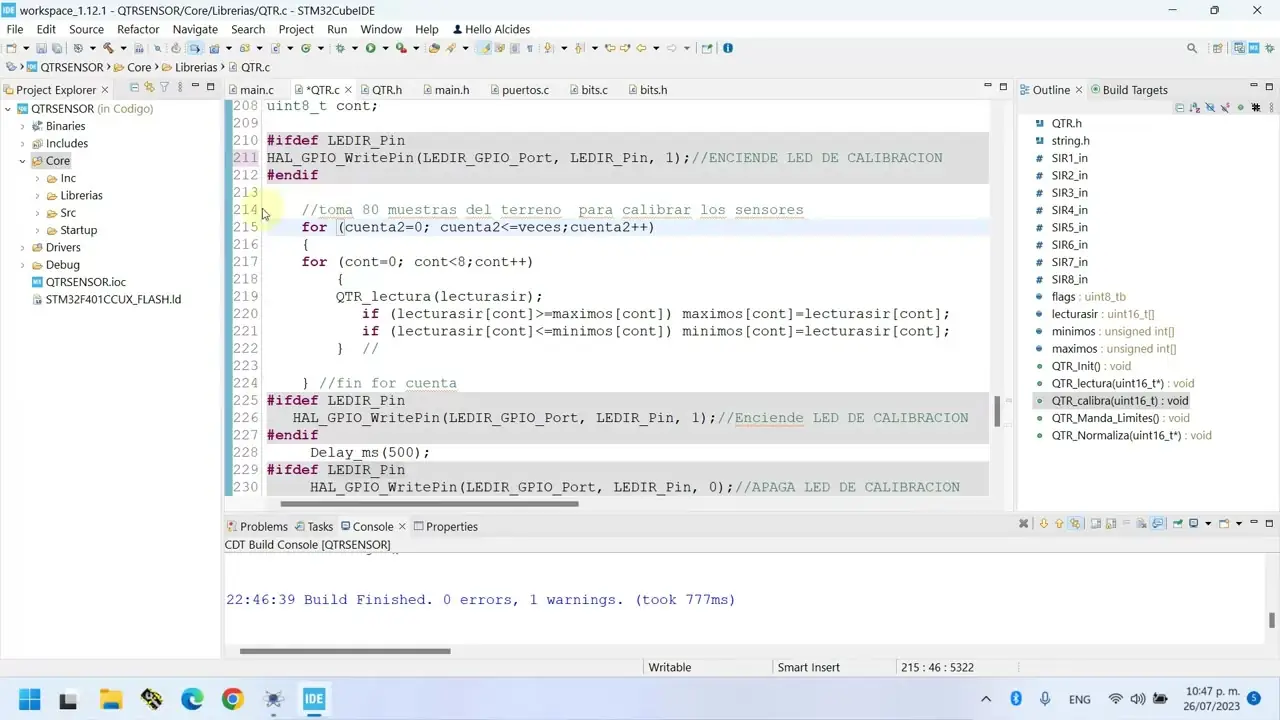 workspace_1.12.1 - QTRSENSOR/Core/Librerias/QTR.c - STM32CubeIDE
File Edit Source Refactor Navigate Search Project Run Window Help Hello Alcides
QTRSENSOR Core Librerias QTR.c
Project Explorer
QTRSENSOR (in Codigo)
Binaries
Includes
Core
Inc
Librerias
Src
Startup
Drivers
Debug
QTRSENSOR.ioc
STM32F401CCUX_FLASH.ld
main.c *QTR.c QTR.h main.h puertos.c bits.c bits.h
208 uint8_t cont;
209
210 #ifdef LEDIR_Pin
211 HAL_GPIO_WritePin(LEDIR_GPIO_Port, LEDIR_Pin, 1);//ENCIENDE LED DE CALIBRACION
212 #endif
213
214 //toma 80 muestras del terreno  para calibrar los sensores
215 for (cuenta2=0; cuenta2<=veces;cuenta2++)
216 {
217 for (cont=0; cont<8;cont++)
218 {
219 QTR_lectura(lecturasir);
220 if (lecturasir[cont]>=maximos[cont]) maximos[cont]=lecturasir[cont];
221 if (lecturasir[cont]<=minimos[cont]) minimos[cont]=lecturasir[cont];
222 } //
223
224 } //fin for cuenta
225 #ifdef LEDIR_Pin
226 HAL_GPIO_WritePin(LEDIR_GPIO_Port, LEDIR_Pin, 1);//Enciende LED DE CALIBRACION
227 #endif
228 Delay_ms(500);
229 #ifdef LEDIR_Pin
230 HAL_GPIO_WritePin(LEDIR_GPIO_Port, LEDIR_Pin, 0);//APAGA LED DE CALIBRACION
Outline Build Targets
QTR.h
string.h
SIR1_in
SIR2_in
SIR3_in
SIR4_in
SIR5_in
SIR6_in
SIR7_in
SIR8_in
flags : uint8_tb
lecturasir : uint16_t[]
minimos : unsigned int[]
maximos : unsigned int[]
QTR_Init() : void
QTR_lectura(uint16_t*) : void
QTR_calibra(uint16_t) : void
QTR_Manda_Limites() : void
QTR_Normaliza(uint16_t*) : void
Problems Tasks Console Properties
CDT Build Console [QTRSENSOR]
22:46:39 Build Finished. 0 errors, 1 warnings. (took 777ms)
Writable Smart Insert 215 : 46 : 5322
IDE
ENG
10:47 p. m.
26/07/2023
5